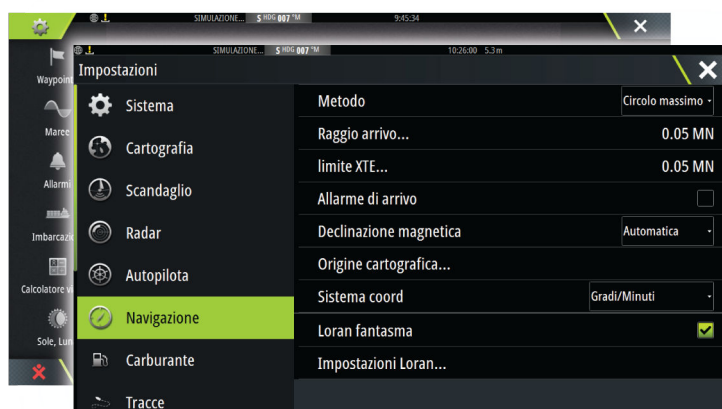 SIMULAZIONE... S HDG 007 °M 9:45:34
Waypoint
Maree
Allarmi
Imbarcazio
Calcolatore vi
Sole, Lun
SIMULAZIONE... S HDG 007 °M 10:26:00 5.3 m
Impostazioni
Sistema
Cartografia
Scandaglio
Radar
Autopilota
Navigazione
Carburante
Tracce
Metodo Circolo massimo
Raggio arrivo... 0.05 MN
limite XTE... 0.05 MN
Allarme di arrivo
Declinazione magnetica Automatica
Origine cartografica...
Sistema coord Gradi/Minuti
Loran fantasma
Impostazioni Loran...